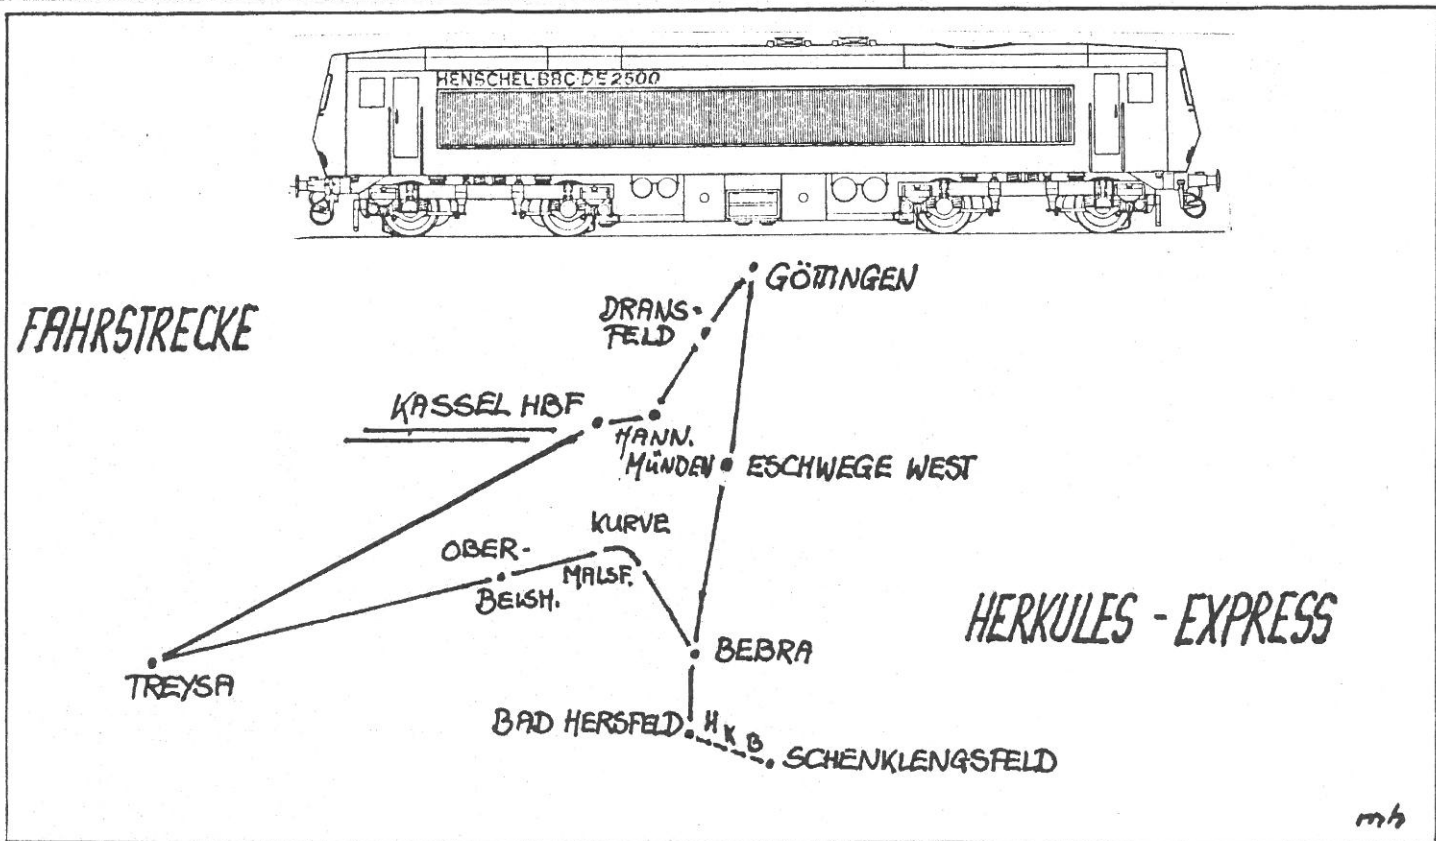 HENSCHEL-BBC-DE2500
GÖTTINGEN
DRANS-
FELD
FAHRSTRECKE
KASSEL HBF
HANN.
MÜNDEN
ESCHWEGE WEST
KURVE
OBER-
MALSF.
BEISH.
HERKULES - EXPRESS
BEBRA
TREYSA
BAD HERSFELD
HKB
SCHENKLENGSFELD
mh